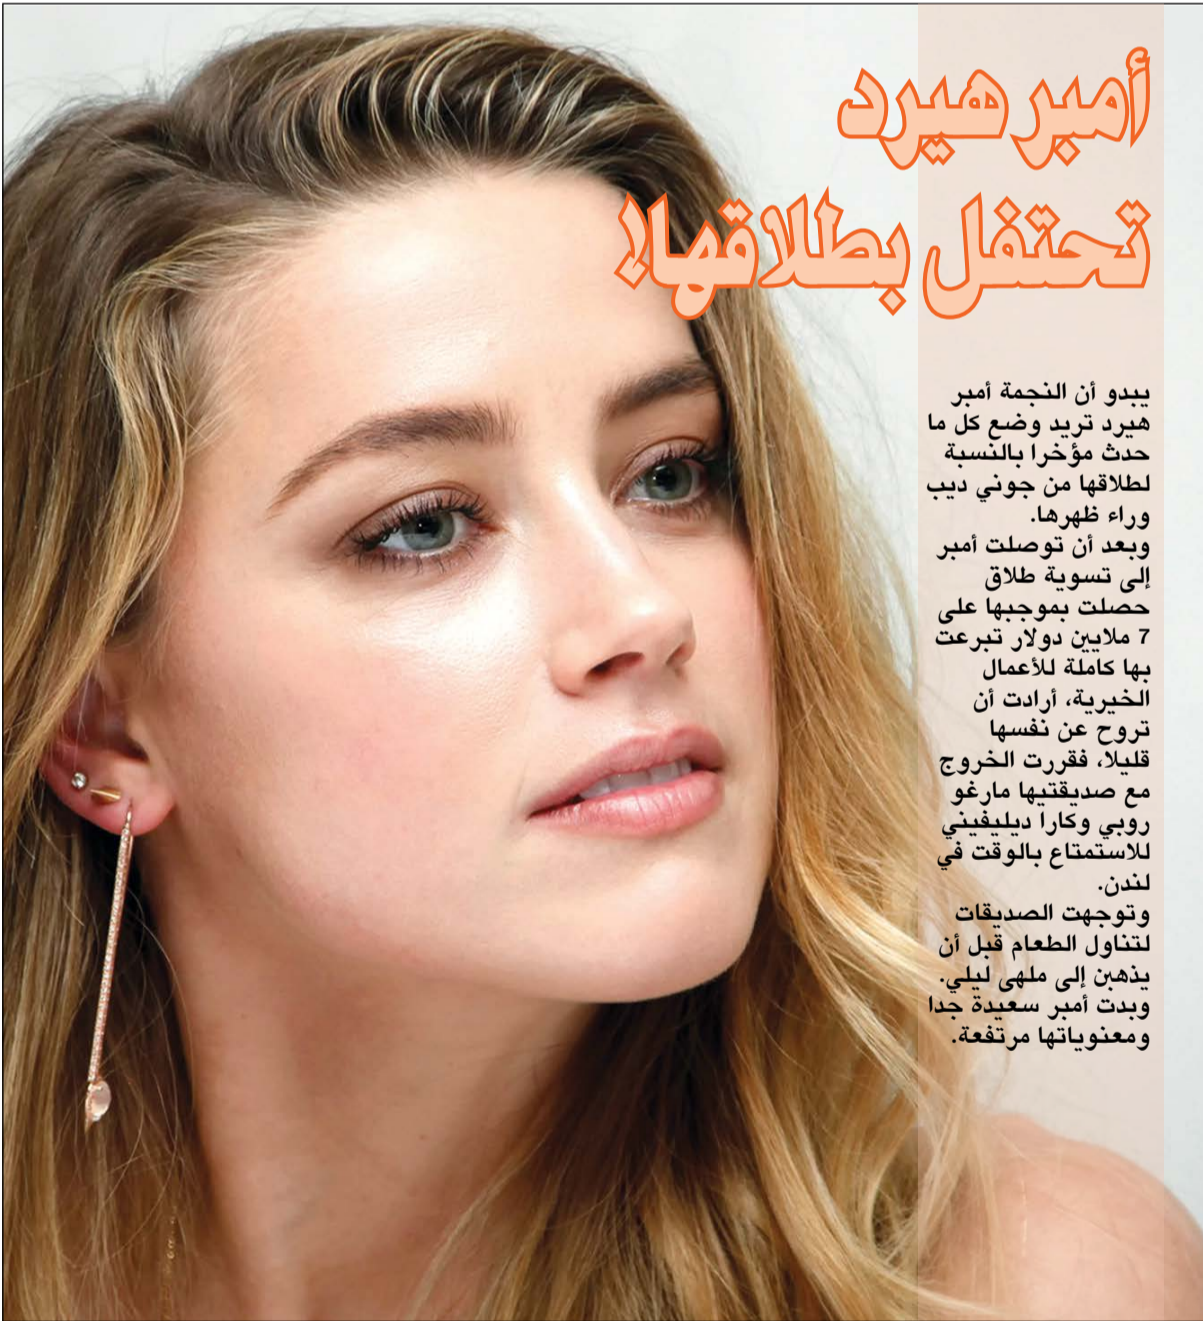 أمبر هيرد
تحتفل بطلاقها!
يبدو أن النجمة أمبر
هيرد تريد وضع كل ما
حدث مؤخرا بالنسبة
لطلاقها من جوني ديب
وراء ظهرها.
وبعد أن توصلت أمبر
إلى تسوية طلاق
حصلت بموجبها على
7 ملايين دولار تبرعت
بها كاملة للأعمال
الخيرية، أرادت أن
تروح عن نفسها
قليلا، فقررت الخروج
مع صديقتيها مارغو
روبي وكارا ديليفيني
للاستمتاع بالوقت في
لندن.
وتوجهت الصديقات
لتناول الطعام قبل أن
يذهبن إلى ملهى ليلي.
وبدت أمبر سعيدة جدا
ومعنوياتها مرتفعة.